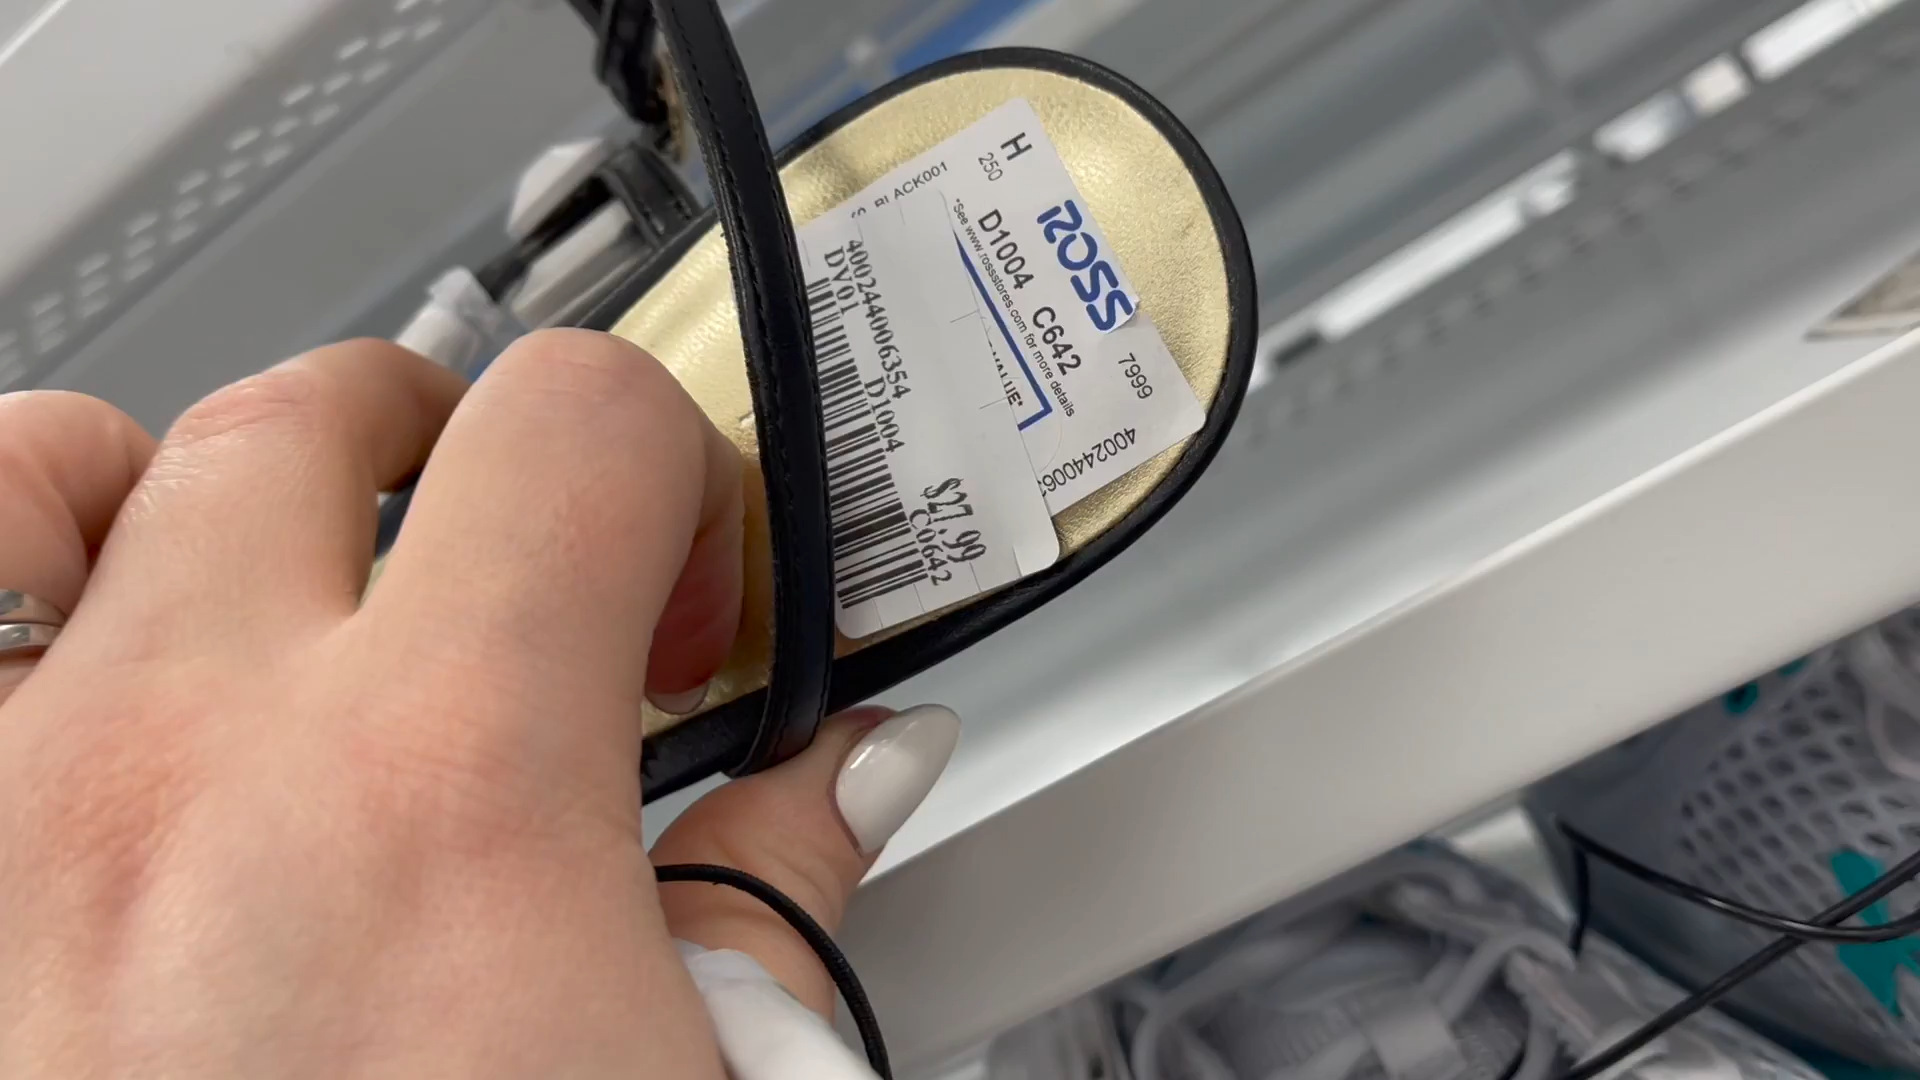 H
250
BLACK001
ROSS
D1004 C642
*See www.rossstores.com for more details
7999
VALUE*
400244006354
DV01
D1004
$27.99
C0642